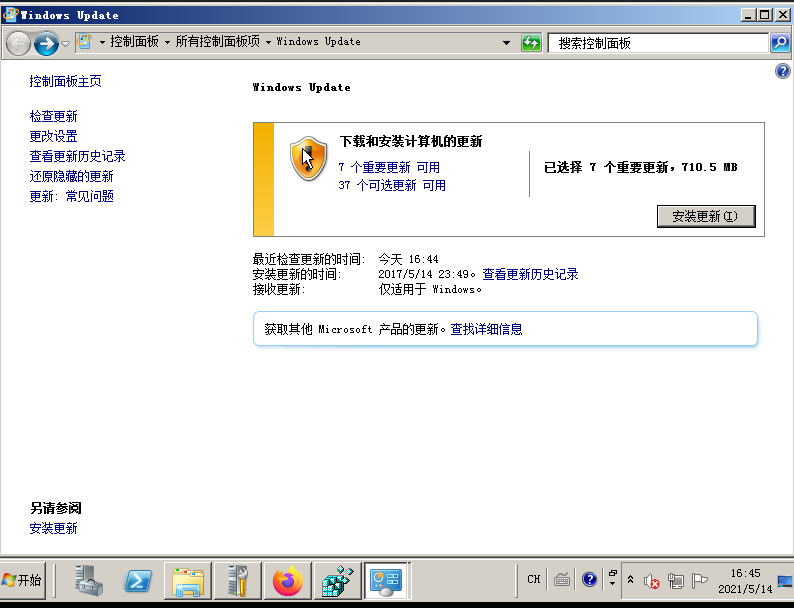 Windows Update
控制面板 所有控制面板项 Windows Update
搜索控制面板
控制面板主页
检查更新
更改设置
查看更新历史记录
还原隐藏的更新
更新: 常见问题
Windows Update
下载和安装计算机的更新
7 个重要更新 可用
37 个可选更新 可用
已选择 7 个重要更新，710.5 MB
安装更新(I)
最近检查更新的时间: 今天 16:44
安装更新的时间: 2017/5/14 23:49。查看更新历史记录
接收更新: 仅适用于 Windows。
获取其他 Microsoft 产品的更新。查找详细信息
另请参阅
安装更新
开始
CH
16:45
2021/5/14